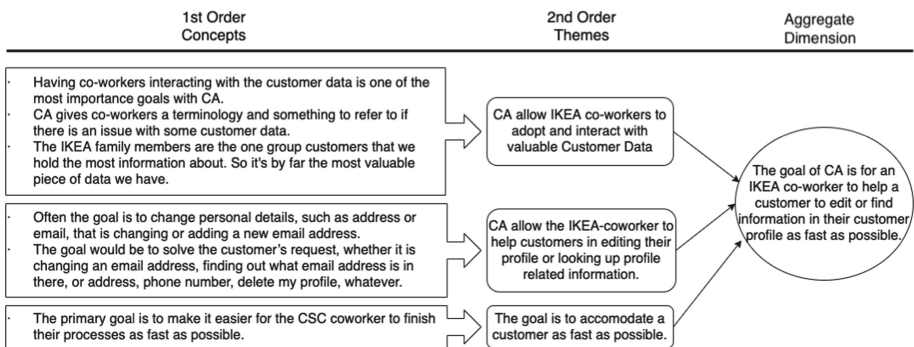 1st Order
Concepts
2nd Order
Themes
Aggregate
Dimension
· Having co-workers interacting with the customer data is one of the
most importance goals with CA.
· CA gives co-workers a terminology and something to refer to if
there is an issue with some customer data.
· The IKEA family members are the one group customers that we
hold the most information about. So it's by far the most valuable
piece of data we have.
CA allow IKEA co-workers to
adopt and interact with
valuable Customer Data
· Often the goal is to change personal details, such as address or
email, that is changing or adding a new email address.
· The goal would be to solve the customer's request, whether it is
changing an email address, finding out what email address is in
there, or address, phone number, delete my profile, whatever.
CA allow the IKEA-coworker to
help customers in editing their
profile or looking up profile
related information.
· The primary goal is to make it easier for the CSC coworker to finish
their processes as fast as possible.
The goal is to accomodate a
customer as fast as possible.
The goal of CA is for an
IKEA co-worker to help a
customer to edit or find
information in their customer
profile as fast as possible.